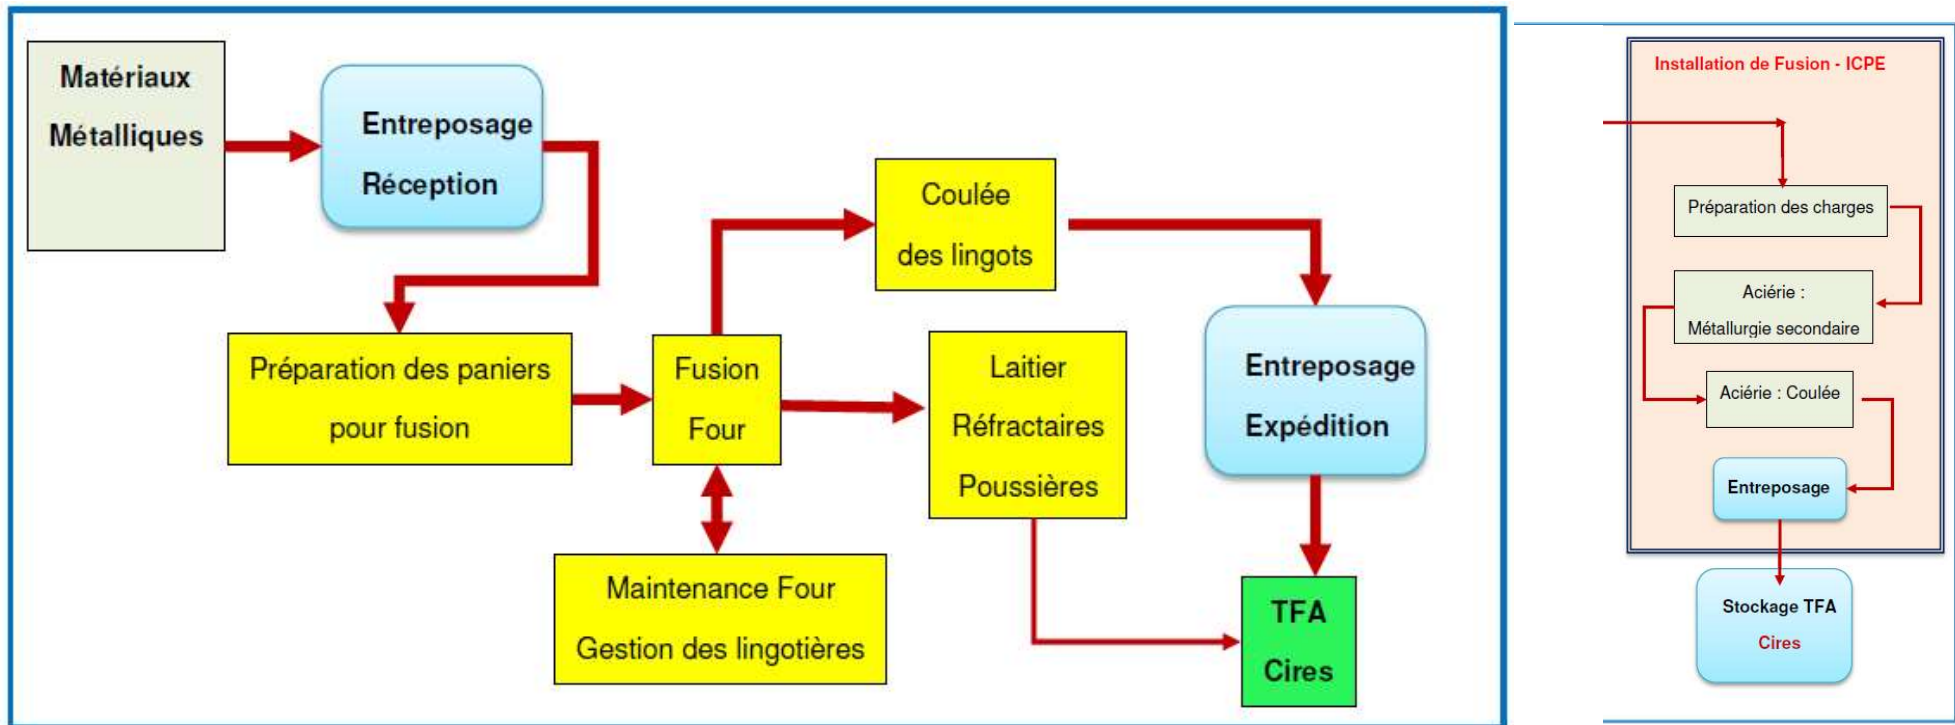 Matériaux
Métalliques
Entreposage
Réception
Préparation des paniers
pour fusion
Fusion
Four
Maintenance Four
Gestion des lingotières
Coulée
des lingots
Laitier
Réfractaires
Poussières
Entreposage
Expédition
TFA
Cires
Installation de Fusion - ICPE
Préparation des charges
Aciérie :
Métallurgie secondaire
Aciérie : Coulée
Entreposage
Stockage TFA
Cires